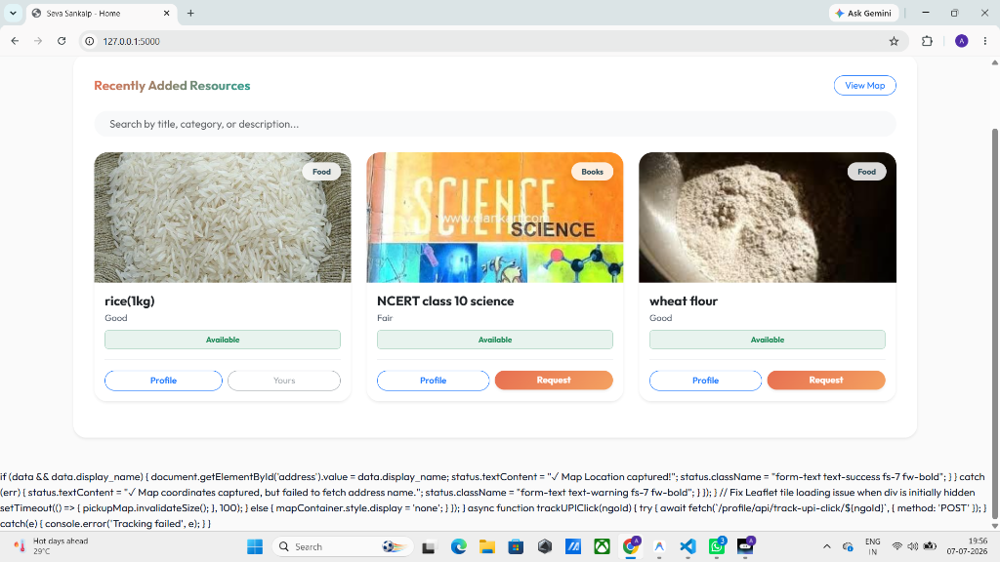 Seva Sankalp - Home
Ask Gemini
127.0.0.1:5000
A
Recently Added Resources
View Map
Search by title, category, or description...
Food
Books
Food
SCIENCE
www.clankart.com
SCIENCE
rice(1kg)
NCERT class 10 science
wheat flour
Good
Fair
Good
Available
Available
Available
Profile
Yours
Profile
Request
Profile
Request
if (data && data.display_name) { document.getElementById('address').value = data.display_name; status.textContent = "✓ Map Location captured!"; status.className = "form-text text-success fs-7 fw-bold"; } } catch
(err) { status.textContent = "✓ Map coordinates captured, but failed to fetch address name."; status.className = "form-text text-warning fs-7 fw-bold"; } }); } // Fix Leaflet tile loading issue when div is initially hidden
setTimeout(() => { pickupMap.invalidateSize(); }, 100); } else { mapContainer.style.display = 'none'; } }); } async function trackUPIClick(ngoId) { try { await fetch(`/profile/api/track-upi-click/${ngoId}`, { method: 'POST' }); }
catch(e) { console.error('Tracking failed', e); } }
Hot days ahead
29°C
Search
A
3
A
ENG
IN
19:56
07-07-2026